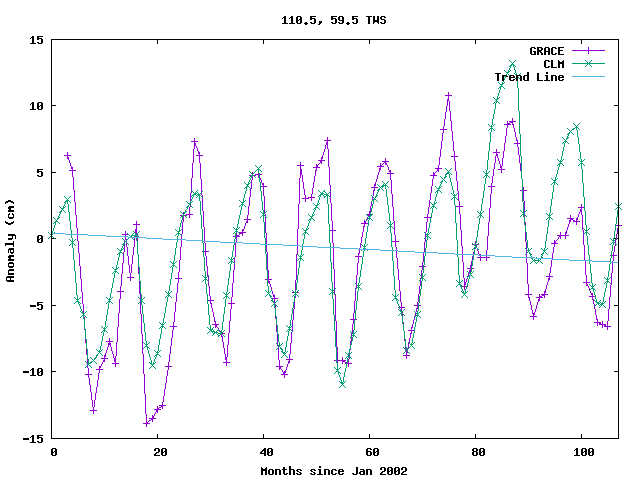 110.5, 59.5 TWS
GRACE
CLM
Trend Line
15
10
5
0
-5
-10
-15
Anomaly (cm)
0 20 40 60 80 100
Months since Jan 2002